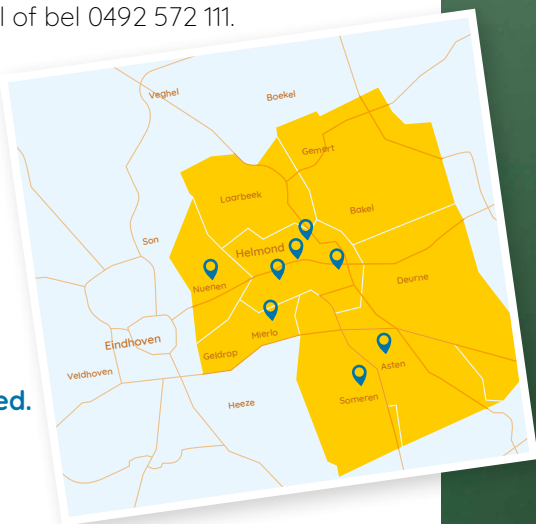 l of bel 0492 572 111.
Veghel
Boekel
Gemert
Laarbeek
Bakel
Son
Helmond
Nuenen
Deurne
Eindhoven
Mierlo
Geldrop
Veldhoven
Asten
Someren
Heeze
ed.